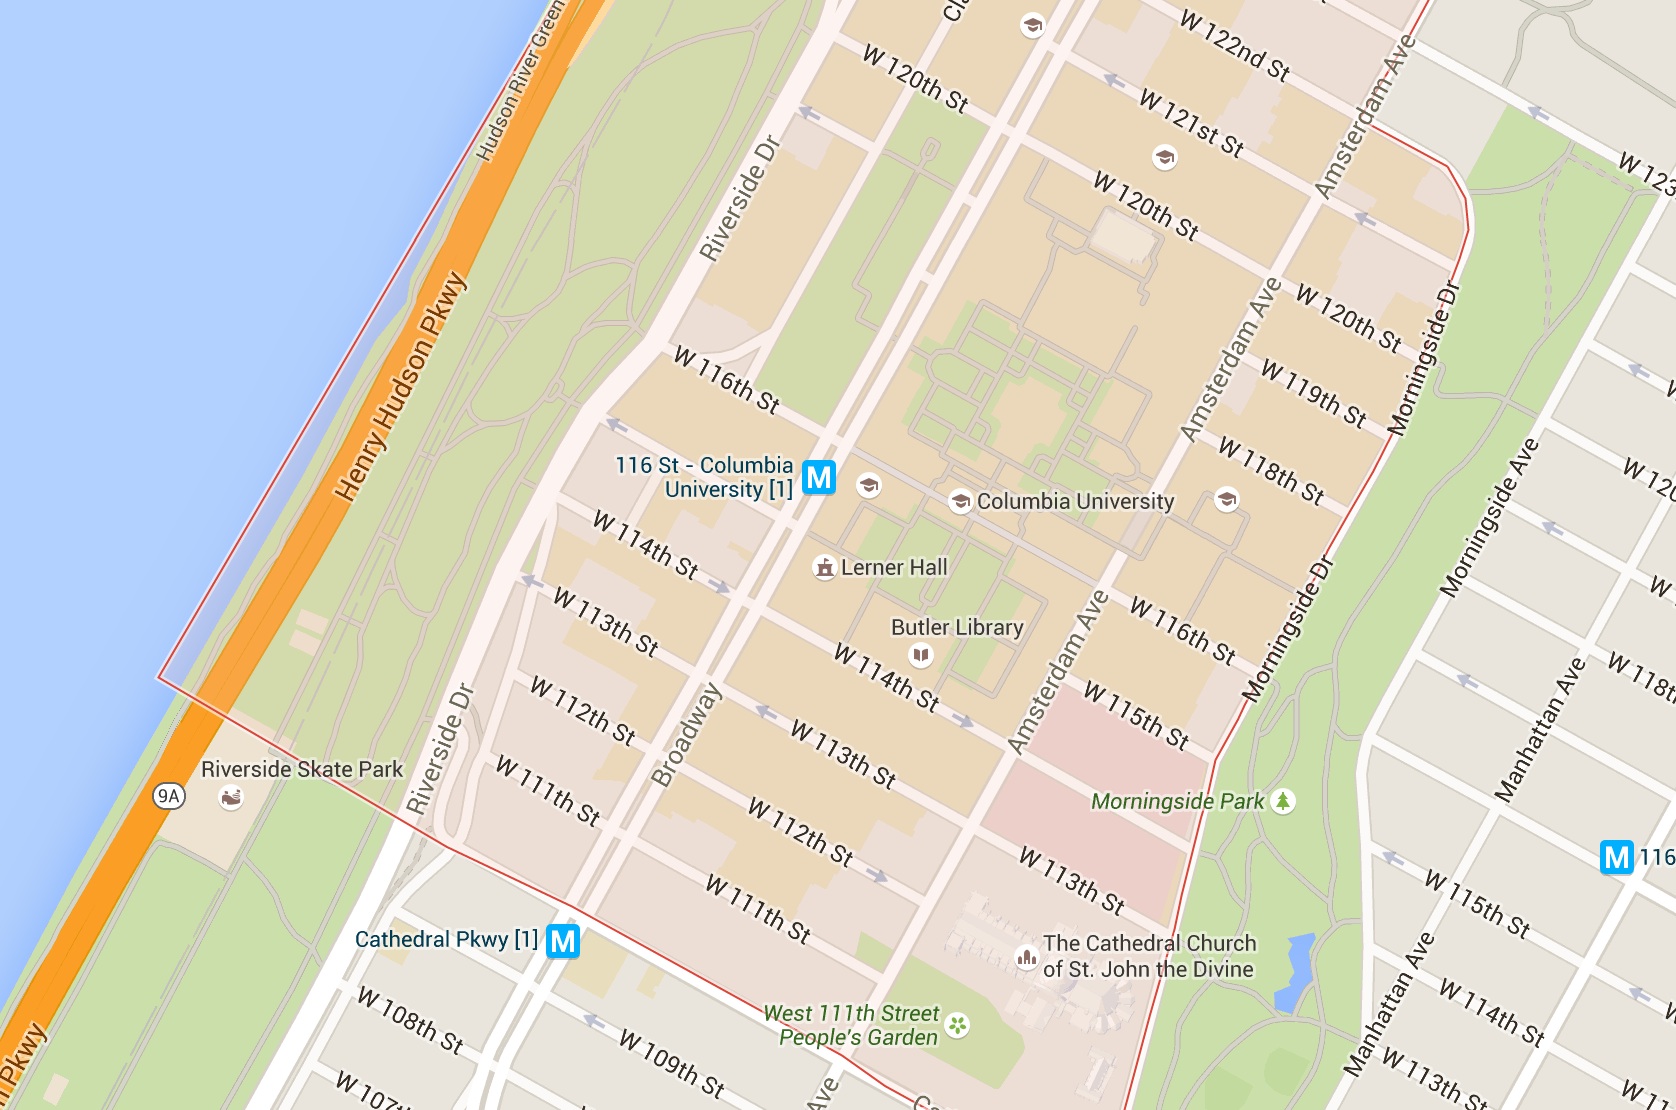 Hudson River Green
W 122nd St
W 120th St
Amsterdam Ave
W 121st St
Riverside Dr
W 120th St
Henry Hudson Pkwy
Amsterdam Ave
W 120th St
Morningside Dr
W 116th St
W 119th St
116 St - Columbia
University [1]
M
Columbia University
W 118th St
Morningside Ave
W 114th St
Lerner Hall
W 113th St
Butler Library
Amsterdam Ave
W 116th St
Morningside Dr
W 114th St
W 112th St
Broadway
W 115th St
Manhattan Ave
W 113th St
Riverside Dr
W 111th St
Riverside Skate Park
9A
Morningside Park
W 112th St
W 113th St
M
116
W 115th St
W 111th St
Cathedral Pkwy [1]
M
The Cathedral Church
of St. John the Divine
West 111th Street
People's Garden
Manhattan Ave
W 108th St
W 109th St
W 114th St
Pkwy
W 113th St
Ave